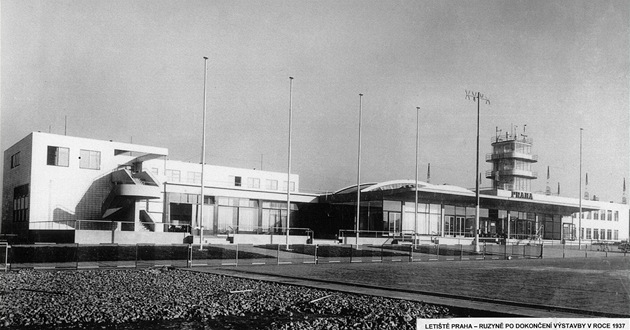 PRAHA
LETIŠTĚ PRAHA – RUZYNĚ PO DOKONČENÍ VÝSTAVBY V ROCE 1937.